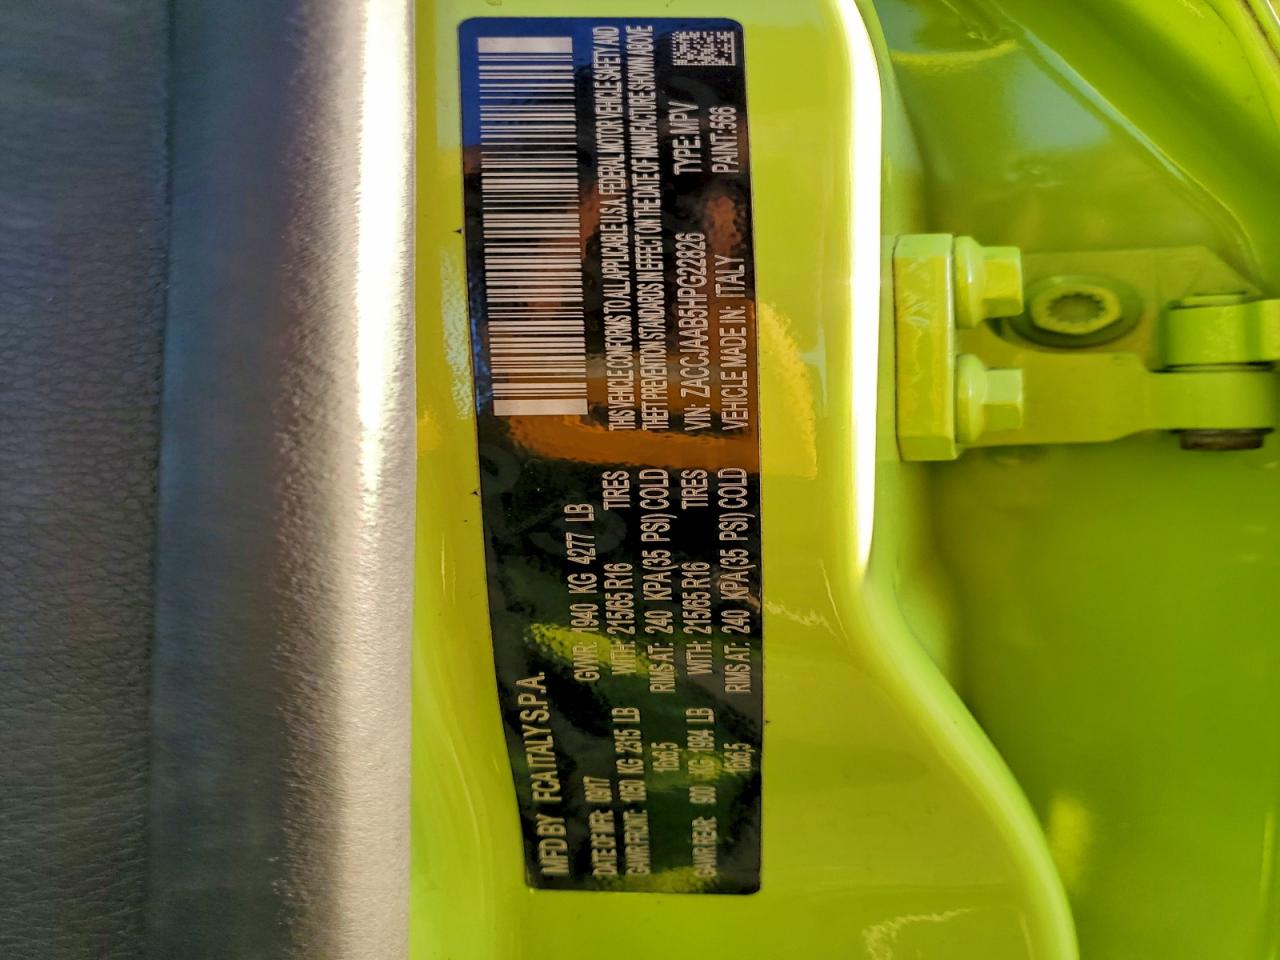 MFD BY FCA ITALY S.P.A.
DATE OF MFR: GVWR: 1940 KG 4277 LB
GAWR FRONT: 1050 KG 2315 LB WITH: 215/65 R16 TIRES
16x6,5 RIMS AT: 240 KPA (35 PSI) COLD
GAWR REAR: 900 KG 1984 LB WITH: 215/65 R16 TIRES
16x6,5 RIMS AT: 240 KPA (35 PSI) COLD
THIS VEHICLE CONFORMS TO ALL APPLICABLE U.S.A. FEDERAL MOTOR VEHICLE SAFETY AND
THEFT PREVENTION STANDARDS IN EFFECT ON THE DATE OF MANUFACTURE SHOWN ABOVE
VIN: ZACCJAAB5HPG22826 TYPE: MPV
VEHICLE MADE IN: ITALY PAINT: 566